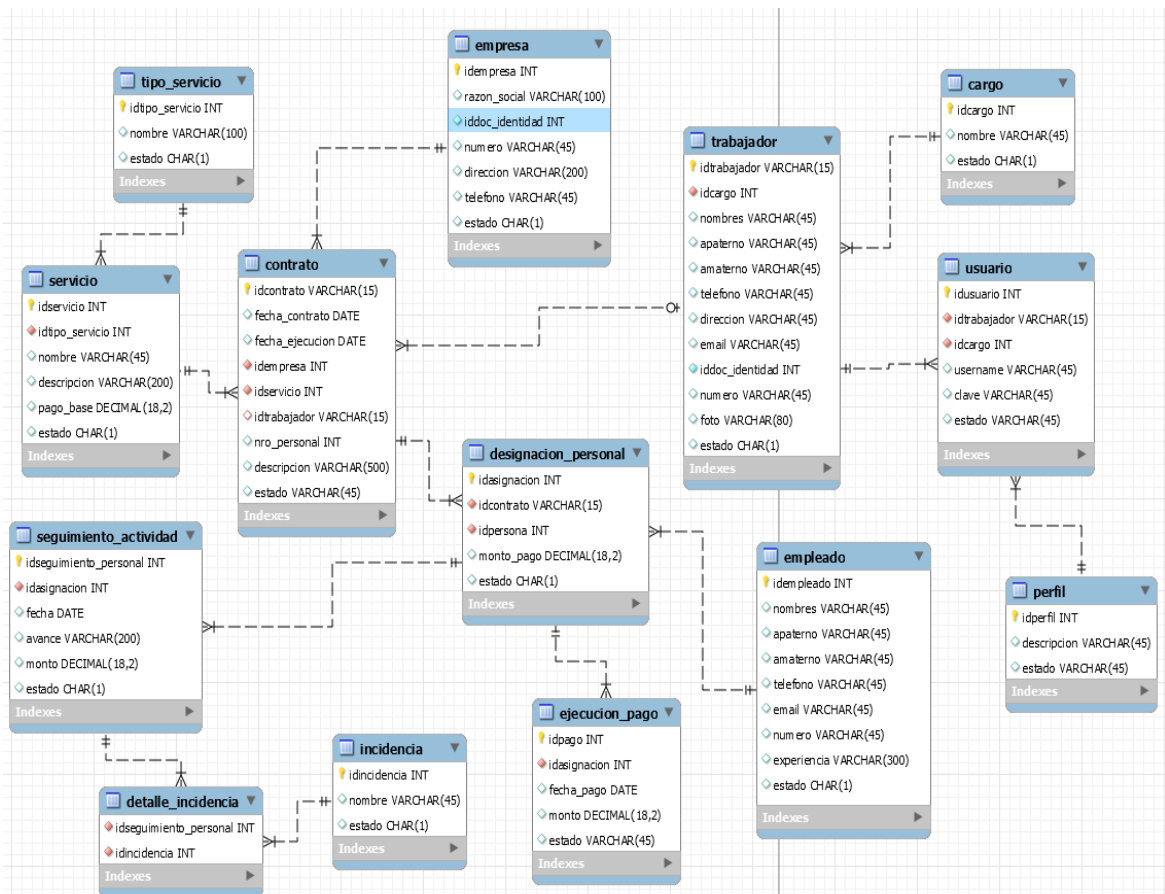 tipo_servicio
idtipo_servicio INT
nombre VARCHAR(100)
estado CHAR(1)
Indexes
empresa
idempresa INT
razon_social VARCHAR(100)
iddoc_identidad INT
numero VARCHAR(45)
direccion VARCHAR(200)
telefono VARCHAR(45)
estado CHAR(1)
Indexes
trabajador
idtrabajador VARCHAR(15)
idcargo INT
nombres VARCHAR(45)
apaterno VARCHAR(45)
amaterno VARCHAR(45)
telefono VARCHAR(45)
direccion VARCHAR(45)
email VARCHAR(45)
iddoc_identidad INT
numero VARCHAR(45)
foto VARCHAR(80)
estado CHAR(1)
Indexes
cargo
idcargo INT
nombre VARCHAR(45)
estado CHAR(1)
Indexes
servicio
idservicio INT
idtipo_servicio INT
nombre VARCHAR(45)
descripcion VARCHAR(200)
pago_base DECIMAL(18,2)
estado CHAR(1)
Indexes
contrato
idcontrato VARCHAR(15)
fecha_contrato DATE
fecha_ejecucion DATE
idempresa INT
idservicio INT
idtrabajador VARCHAR(15)
nro_personal INT
descripcion VARCHAR(500)
estado VARCHAR(45)
Indexes
usuario
idusuario INT
idtrabajador VARCHAR(15)
idcargo INT
username VARCHAR(45)
clave VARCHAR(45)
estado VARCHAR(45)
Indexes
designacion_personal
idasignacion INT
idcontrato VARCHAR(15)
idpersona INT
monto_pago DECIMAL(18,2)
estado CHAR(1)
Indexes
seguimiento_actividad
idseguimiento_personal INT
idasignacion INT
fecha DATE
avance VARCHAR(200)
monto DECIMAL(18,2)
estado CHAR(1)
Indexes
empleado
idempleado INT
nombres VARCHAR(45)
apaterno VARCHAR(45)
amaterno VARCHAR(45)
telefono VARCHAR(45)
email VARCHAR(45)
numero VARCHAR(45)
experiencia VARCHAR(300)
estado CHAR(1)
Indexes
perfil
idperfil INT
descripcion VARCHAR(45)
estado VARCHAR(45)
Indexes
ejecucion_pago
idpago INT
idasignacion INT
fecha_pago DATE
monto DECIMAL(18,2)
estado VARCHAR(45)
Indexes
incidencia
idincidencia INT
nombre VARCHAR(45)
estado CHAR(1)
Indexes
detalle_incidencia
idseguimiento_personal INT
idincidencia INT
Indexes